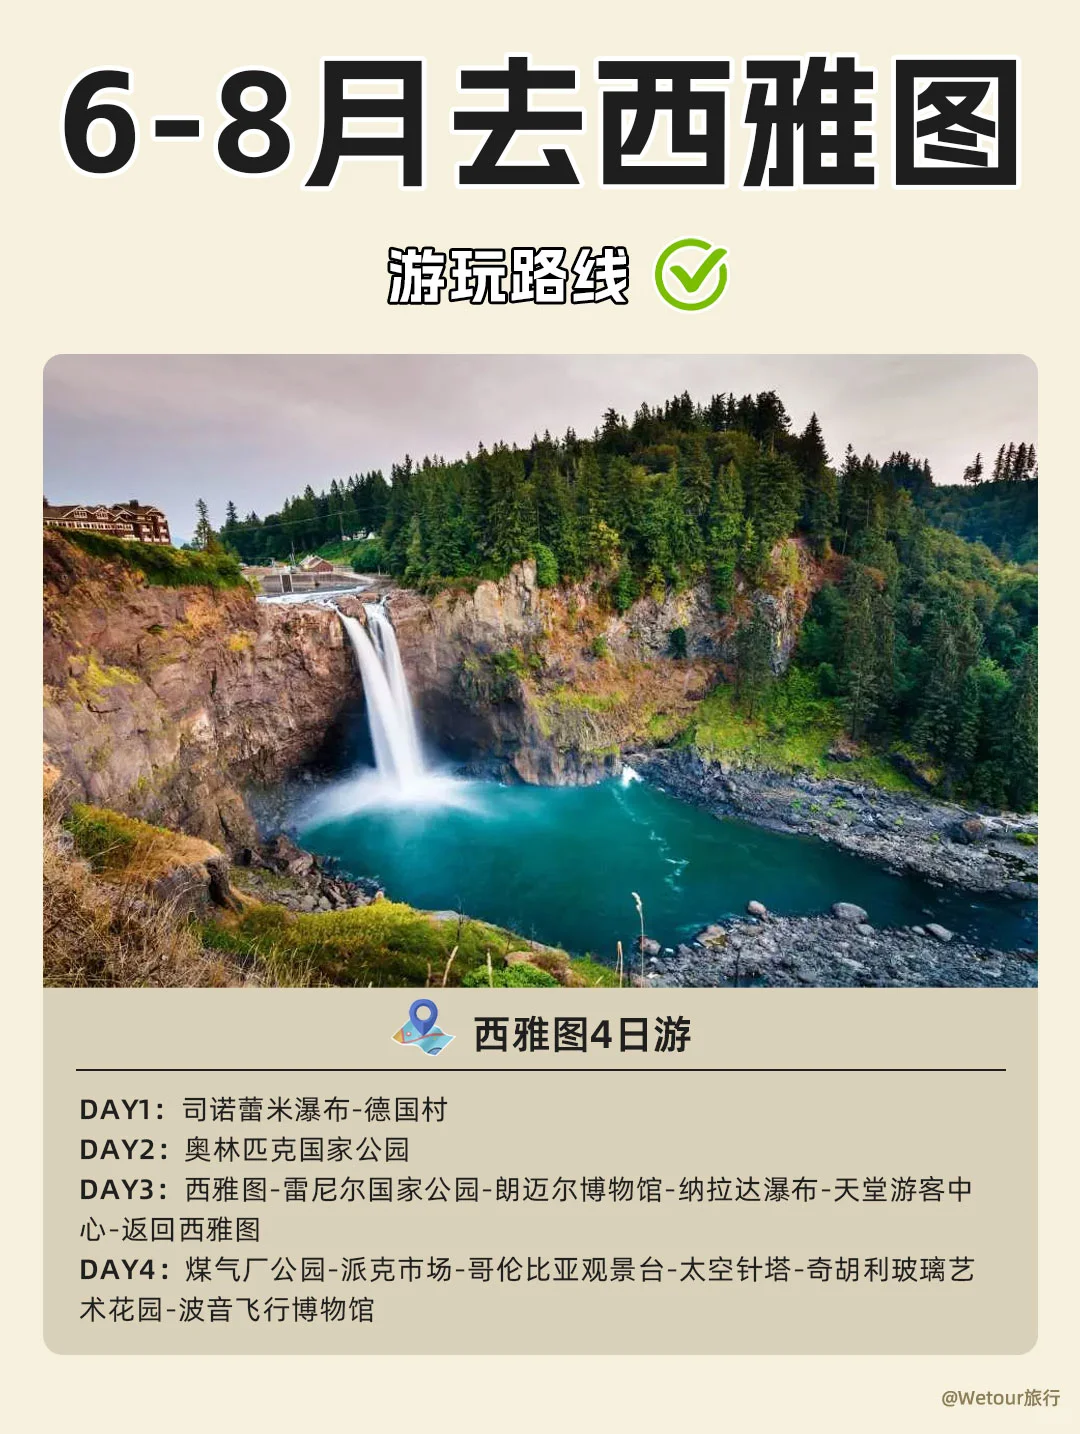 6-8月去西雅图
游玩路线
西雅图4日游
DAY1：司诺蕾米瀑布-德国村
DAY2：奥林匹克国家公园
DAY3：西雅图-雷尼尔国家公园-朗迈尔博物馆-纳拉达瀑布-天堂游客中
心-返回西雅图
DAY4：煤气厂公园-派克市场-哥伦比亚观景台-太空针塔-奇胡利玻璃艺
术花园-波音飞行博物馆
@Wetour旅行